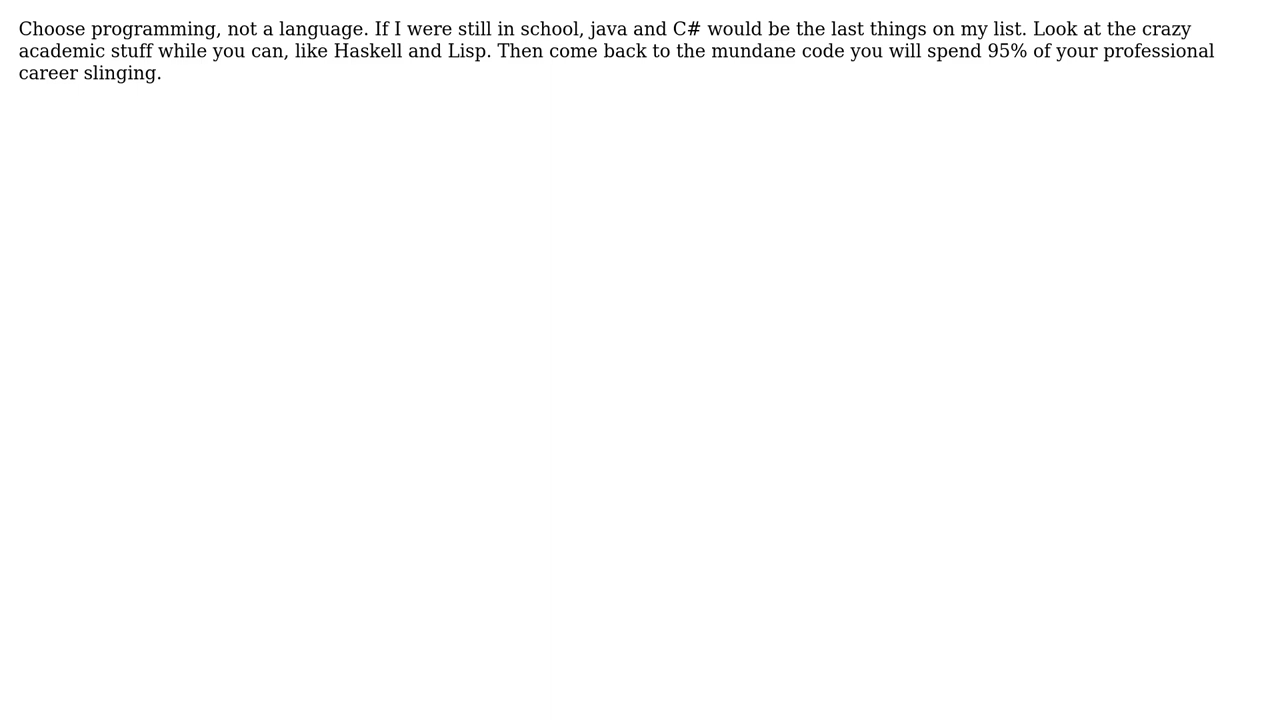 Choose programming, not a language. If I were still in school, java and C# would be the last things on my list. Look at the crazy
academic stuff while you can, like Haskell and Lisp. Then come back to the mundane code you will spend 95% of your professional
career slinging.